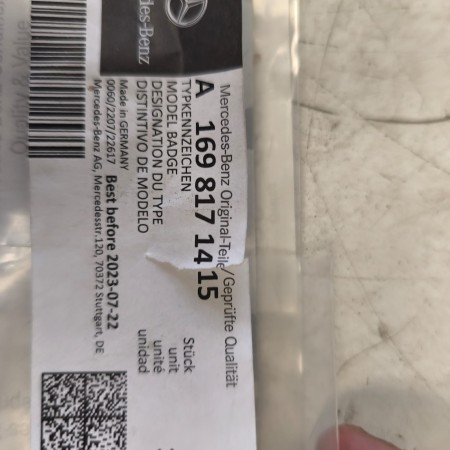 des-Benz
Mercedes-Benz Original-Teile/Geprüfte Qualität
A 169 817 14 15
TYPKENNZEICHEN
MODEL BADGE
DESIGNATION DU TYPE
DISTINTIVO DE MODELO
Stück
unit
unité
unidad
Made in GERMANY
0060/2207/22617 Best before 2023-07-22
Mercedes-Benz AG, Mercedesstr.120, 70372 Stuttgart, DE